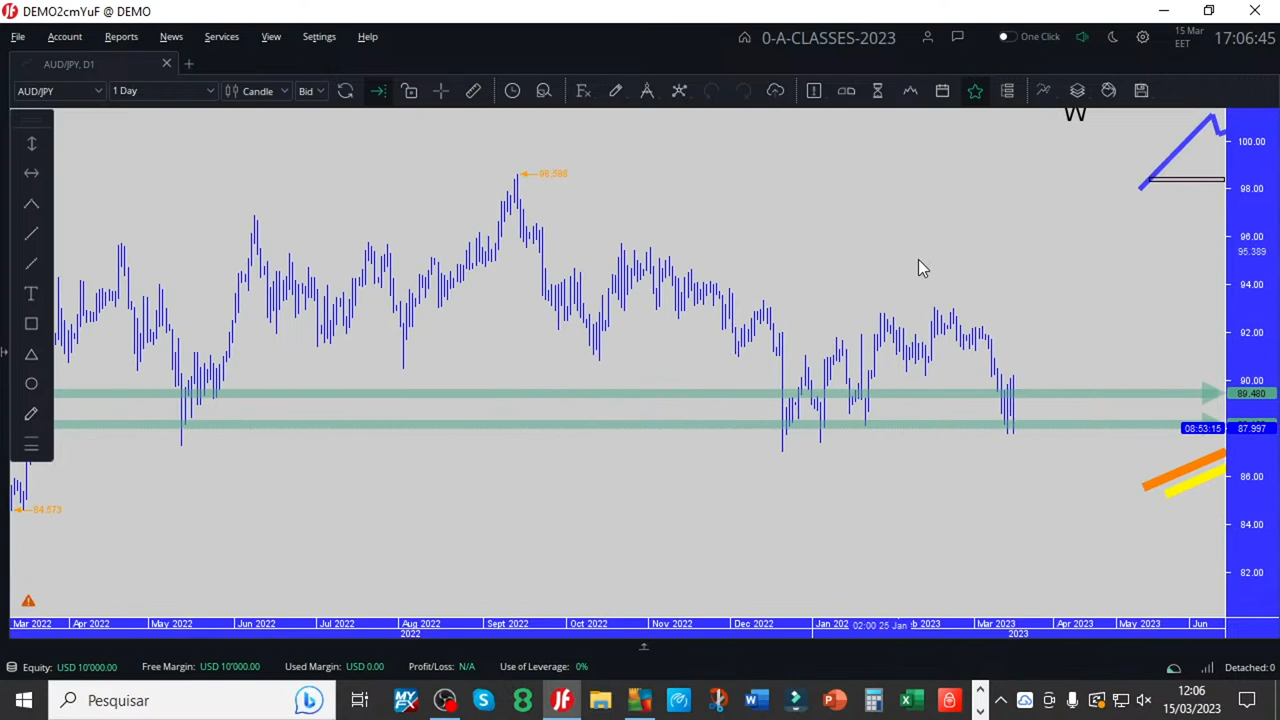 DEMO2cmYuF @ DEMO
File Account Reports News Services View Settings Help
0-A-CLASSES-2023
One Click
15 Mar
EET
17:06:45
AUD/JPY, D1
AUD/JPY
1 Day
Candle
Bid
W
100.00
98.00
96.00
95.389
94.00
92.00
90.00
89.480
08:53:15
87.997
86.00
84.00
82.00
98.588
84.573
Mar 2022 Apr 2022 May 2022 Jun 2022 Jul 2022 Aug 2022 Sept 2022 Oct 2022 Nov 2022 Dec 2022 Jan 202 02:00 25 Jan b 2023 Mar 2023 Apr 2023 May 2023 Jun
2022 2023
Equity: USD 10'000.00 Free Margin: USD 10'000.00 Used Margin: USD 0.00 Profit/Loss: N/A Use of Leverage: 0% Detached: 0
Pesquisar
12:06
15/03/2023